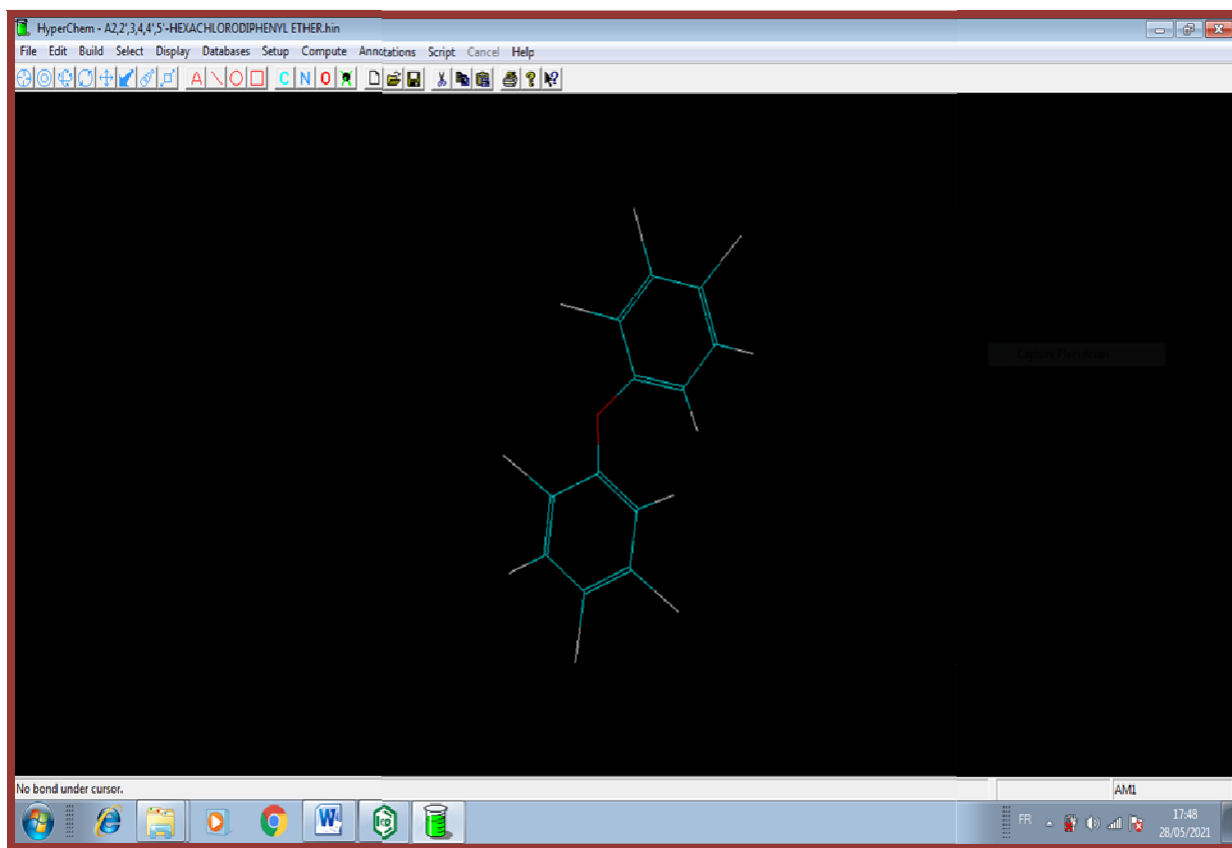 HyperChem - A2,2',3,4,4',5'-HEXACHLORODIPHENYL ETHER.hin
File Edit Build Select Display Databases Setup Compute Annotations Script Cancel Help
A C N O
No bond under cursor.
AM1
W
FR
17:48
28/05/2021